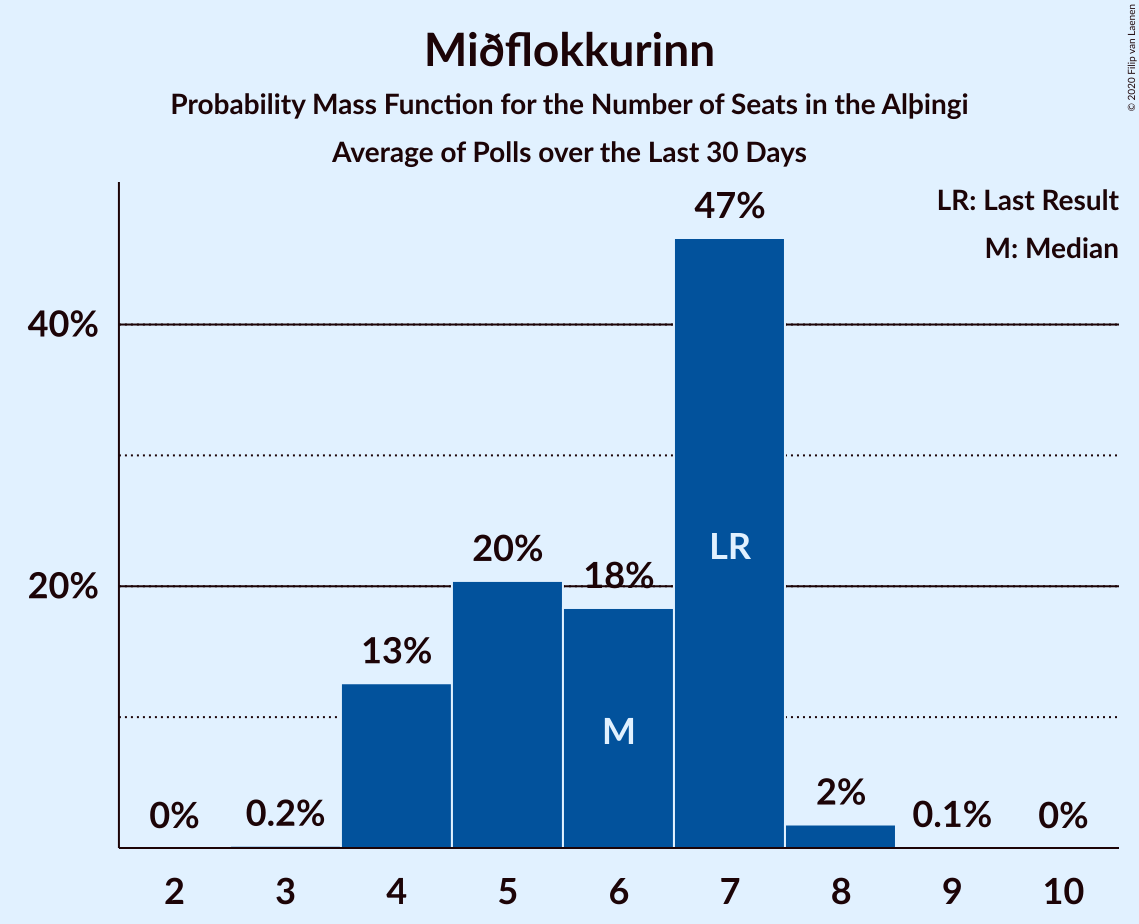 Miðflokkurinn
Probability Mass Function for the Number of Seats in the Alþingi
Average of Polls over the Last 30 Days
© 2020 Filip van Laenen
LR: Last Result
M: Median
47%
40%
LR
20%
18%
20%
13%
M
0%
0.2%
2%
0.1%
0%
2 3 4 5 6 7 8 9 10